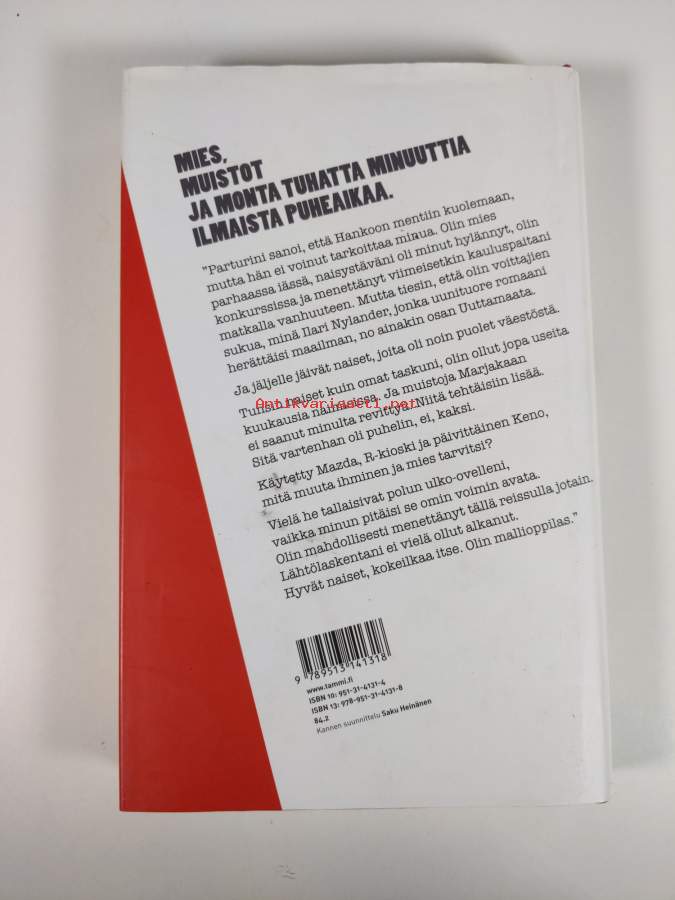 MIES,
MUISTOT
JA MONTA TUHATTA MINUUTTIA
ILMAISTA PUHEAIKAA.
"Parturini sanoi, että Hankoon mentiin kuolemaan,
mutta hän ei voinut tarkoittaa minua. Olin mies
parhaassa iässä, naisystäväni oli minut hylännyt, olin
konkurssissa ja menettänyt viimeisetkin kauluspaitani
matkalla vanhuuteen. Mutta tiesin, että olin voittajien
sukua, minä Ilari Nylander, jonka uunituore romaani
herättäisi maailman, no ainakin osan Uuttamaata.
Ja jäljelle jäivät naiset, joita oli noin puolet väestöstä.
Tunsin naiset kuin omat taskuni, olin ollut jopa useita
kuukausia naimisissa. Ja muistoja Marjakaan
ei saanut minulta revittyä. Niitä tehtäisiin lisää.
Sitä vartenhan oli puhelin, ei, kaksi.
Käytetty Mazda, R-kioski ja päivittäinen Keno,
mitä muuta ihminen ja mies tarvitsi?
Vielä he tallaisivat polun ulko-ovelleni,
vaikka minun pitäisi se omin voimin avata.
Olin mahdollisesti menettänyt tällä reissulla jotain.
Lähtölaskentani ei vielä ollut alkanut.
Hyvät naiset, kokeilkaa itse. Olin mallioppilas."
Antikvariaatti.net
9 789513 141318
www.tammi.fi
ISBN 10: 951-31-4131-4
ISBN 13: 978-951-31-4131-8
84.2
Kannen suunnittelu Saku Heinänen